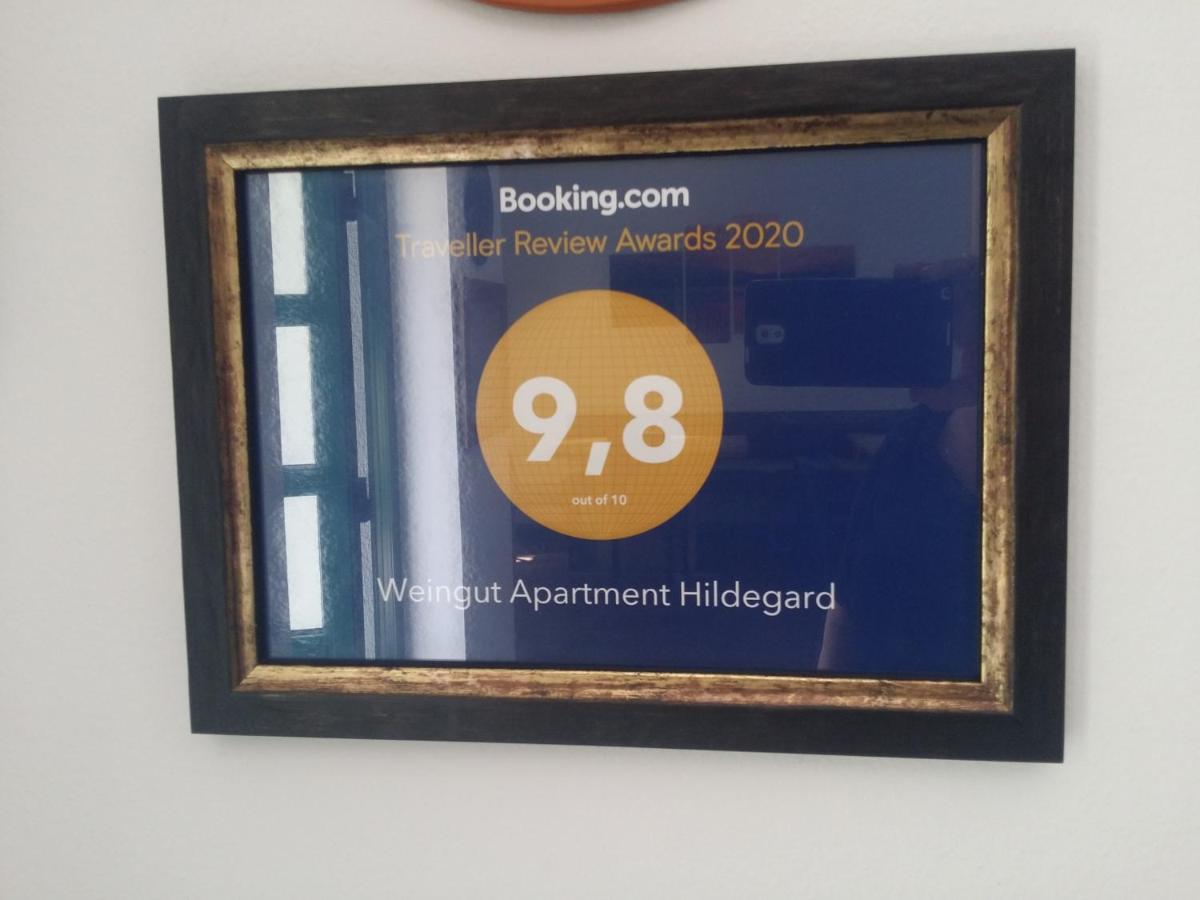 Booking.com
Traveller Review Awards 2020
9,8
out of 10
Weingut Apartment Hildegard